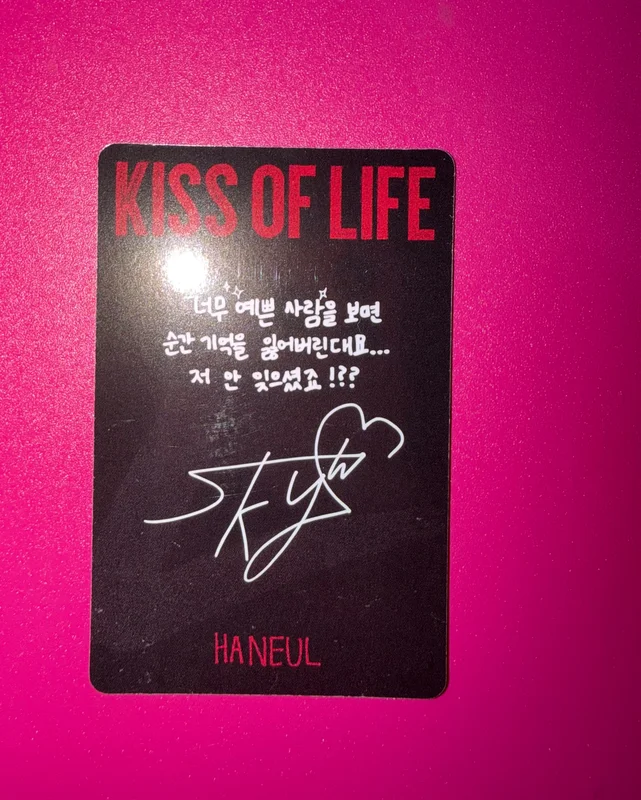 KISS OF LIFE
너무 예쁜 사람을 보면
순간 기억을 잃어버린대요...
저 안 잊으셨죠!???
SKY
HANEUL